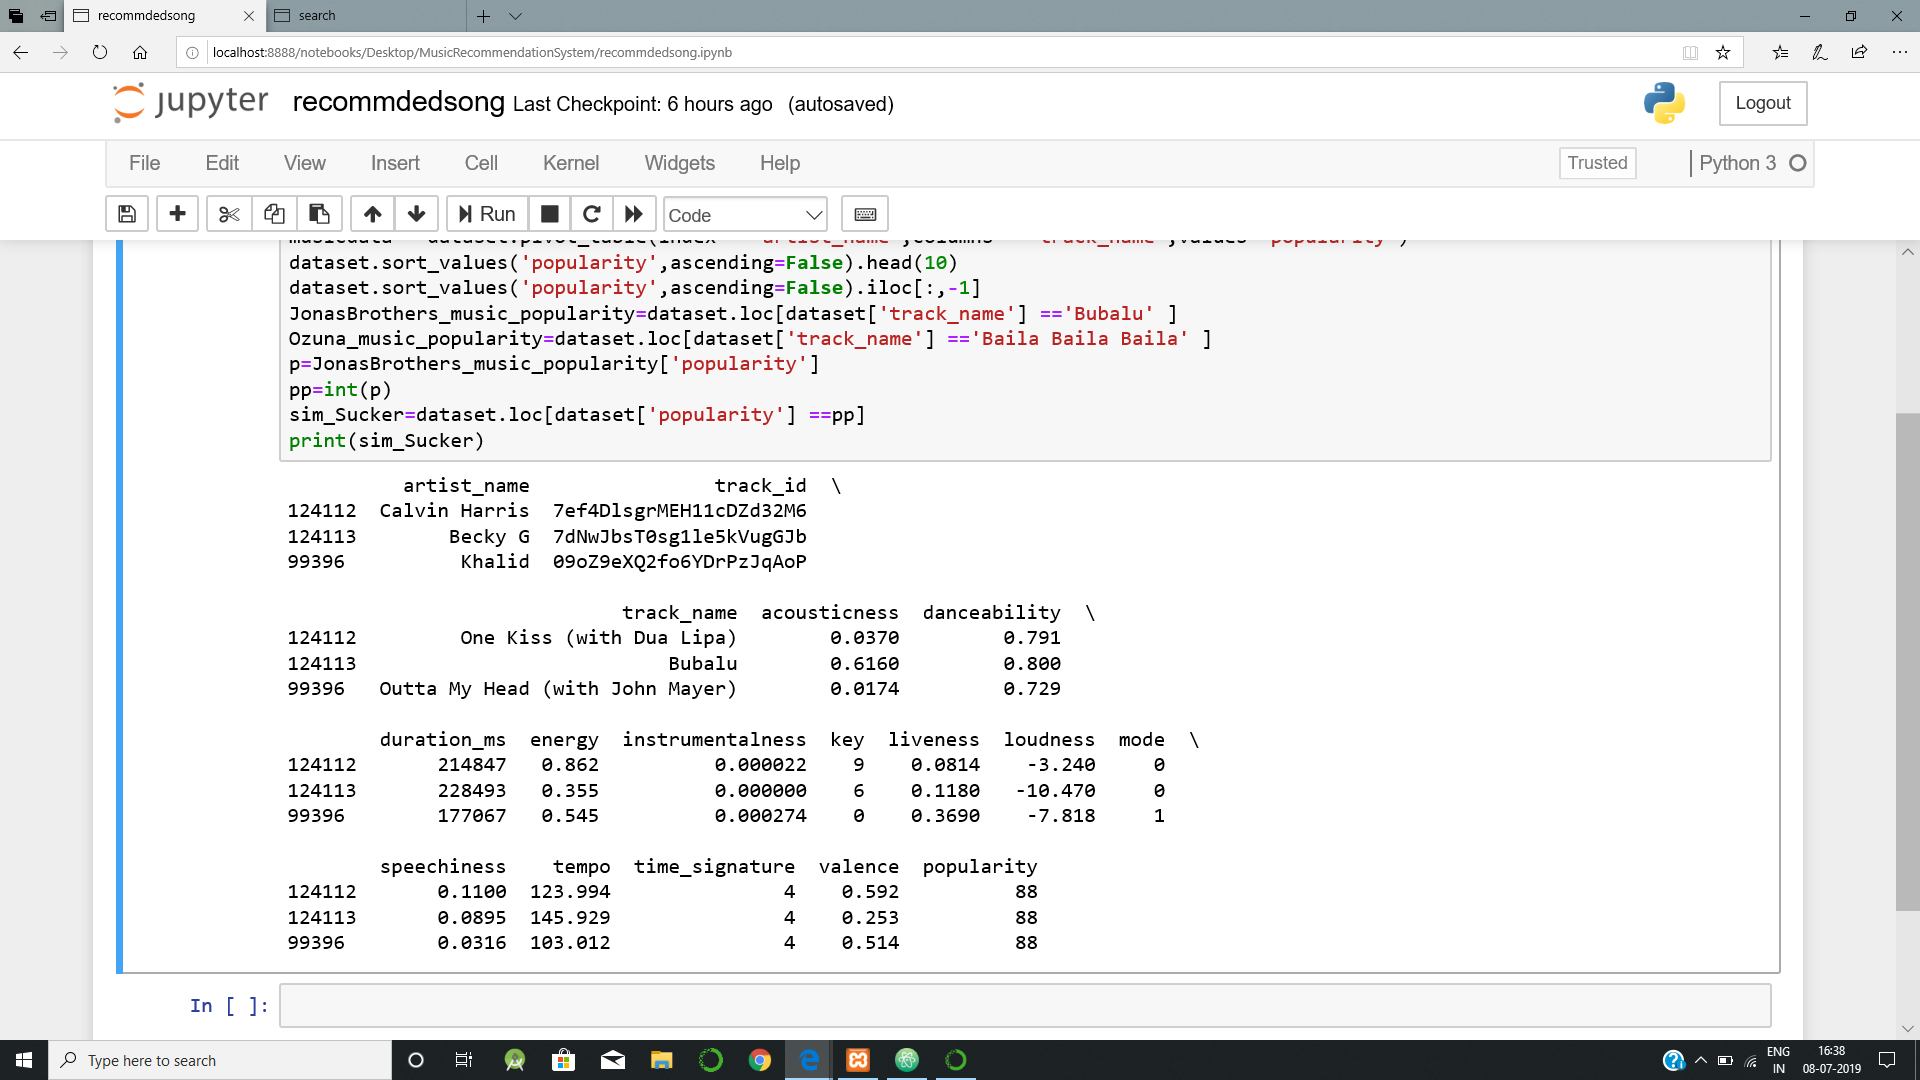 recommdedsong
search
localhost:8888/notebooks/Desktop/MusicRecommendationSystem/recommdedsong.ipynb
jupyter recommdedsong Last Checkpoint: 6 hours ago (autosaved)
Logout
File Edit View Insert Cell Kernel Widgets Help
Trusted
Python 3
Run
Code
dataset.sort_values('popularity',ascending=False).head(10)
dataset.sort_values('popularity',ascending=False).iloc[:,-1]
JonasBrothers_music_popularity=dataset.loc[dataset['track_name'] =='Bubalu' ]
Ozuna_music_popularity=dataset.loc[dataset['track_name'] =='Baila Baila Baila' ]
p=JonasBrothers_music_popularity['popularity']
pp=int(p)
sim_Sucker=dataset.loc[dataset['popularity'] ==pp]
print(sim_Sucker)
artist_name track_id \
124112 Calvin Harris 7ef4DlsgrMEH11cDZd32M6
124113 Becky G 7dNwJbsT0sg1le5kVugGJb
99396 Khalid 09oZ9eXQ2fo6YDrPzJqAoP
track_name acousticness danceability \
124112 One Kiss (with Dua Lipa) 0.0370 0.791
124113 Bubalu 0.6160 0.800
99396 Outta My Head (with John Mayer) 0.0174 0.729
duration_ms energy instrumentalness key liveness loudness mode \
124112 214847 0.862 0.000022 9 0.0814 -3.240 0
124113 228493 0.355 0.000000 6 0.1180 -10.470 0
99396 177067 0.545 0.000274 0 0.3690 -7.818 1
speechiness tempo time_signature valence popularity
124112 0.1100 123.994 4 0.592 88
124113 0.0895 145.929 4 0.253 88
99396 0.0316 103.012 4 0.514 88
In [ ]:
Type here to search
ENG
IN
16:38
08-07-2019